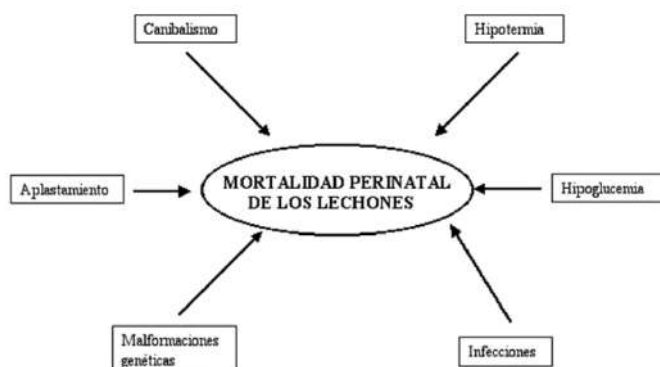 Canibalismo
Hipotermia
Aplastamiento
MORTALIDAD PERINATAL
DE LOS LECHONES
Hipoglucemia
Malformaciones
genéticas
Infecciones